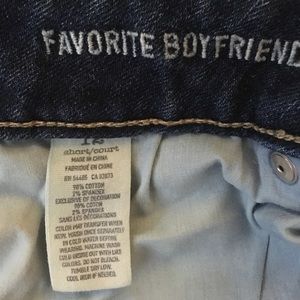 FAVORITE BOYFRIEND
12
short/court
MADE IN CHINA
FABRIQUÉ EN CHINE
RN 54485 CA 03873
98% COTTON
2% SPANDEX
EXCLUSIVE OF DECORATION
98% COTON
2% SPANDEX
SANS LES DÉCORATIONS
COLOR MAY TRANSFER WHEN
NEW. WASH ONCE SEPARATELY
IN COLD WATER BEFORE
WEARING. MACHINE WASH
COLD INSIDE OUT WITH LIKE
COLORS. DO NOT BLEACH.
TUMBLE DRY LOW.
COOL IRON IF NEEDED.